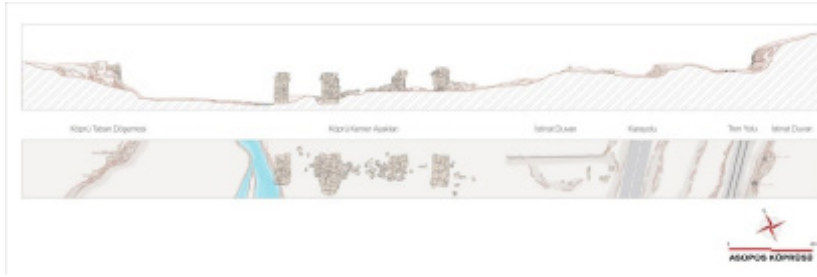 Köprü Taban Döşemesi Köprü Kemer Ayakları İstinat Duvarı Karayolu Tren Yolu İstinat Duvarı
ASOPOS KÖPRÜSÜ